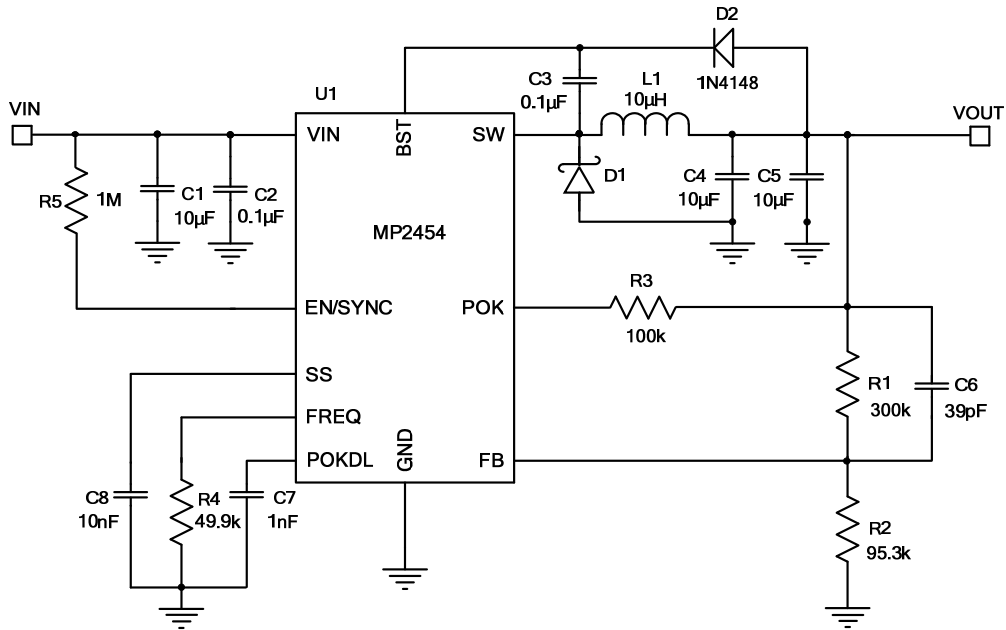 D2
1N4148
C3
0.1µF
L1
10µH
U1
VIN
VOUT
VIN
BST
SW
R5
1M
C1
10µF
C2
0.1µF
D1
C4
10µF
C5
10µF
MP2454
R3
100k
EN/SYNC
POK
SS
FREQ
POKDL
GND
FB
R1
300k
C6
39pF
C8
10nF
R4
49.9k
C7
1nF
R2
95.3k